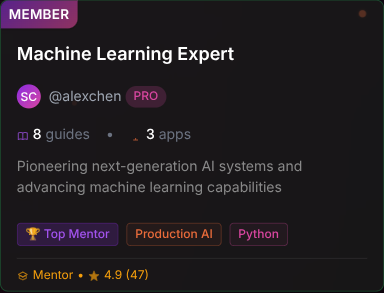 MEMBER
Machine Learning Expert
SC @alexchen PRO
8 guides • 3 apps
Pioneering next-generation AI systems and
advancing machine learning capabilities
🏆 Top Mentor Production AI Python
Mentor • ★ 4.9 (47)